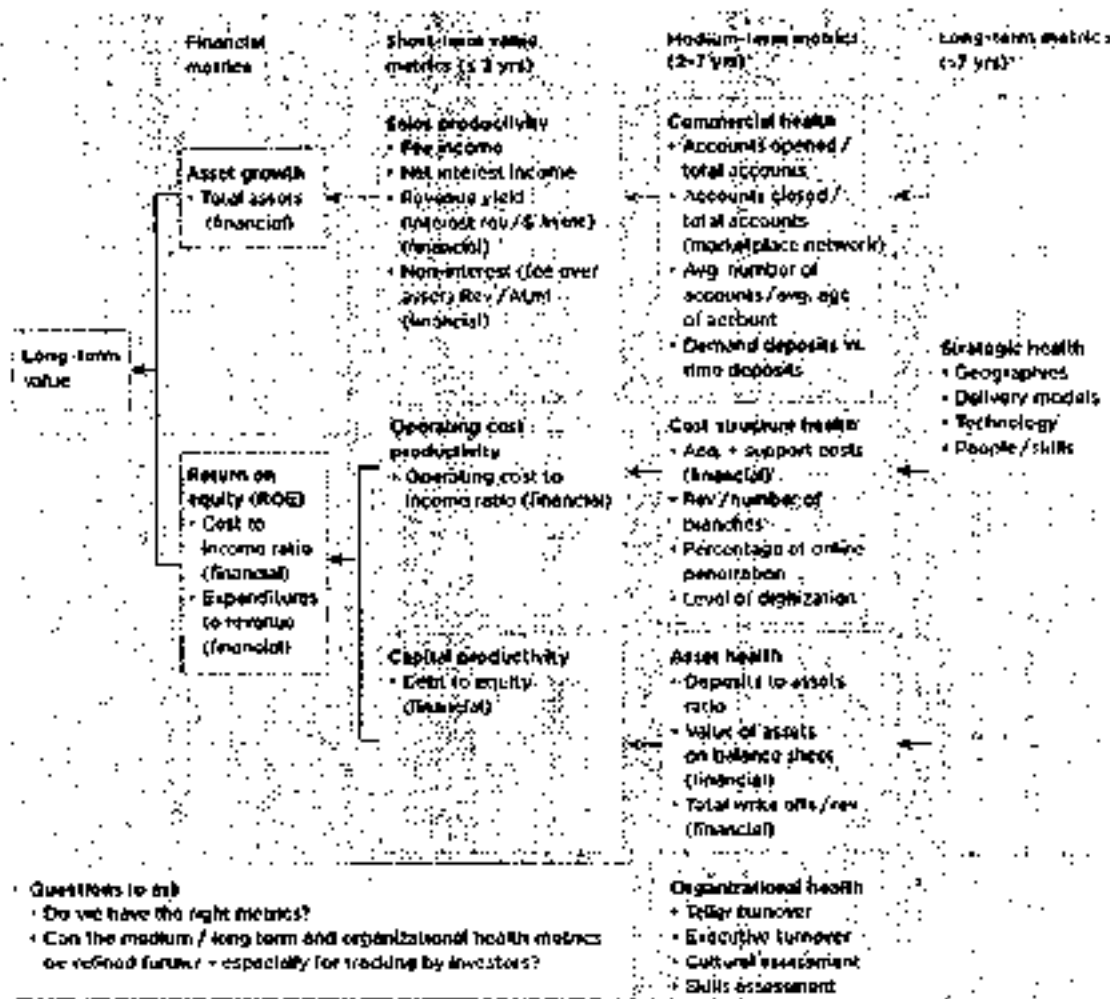 Financial
metrics
Short-term value
metrics (≤ 2 yrs)
Medium-term metrics
(2-7 yrs)
Long-term metrics
(>7 yrs)
Long-term
value
Asset growth
• Total assets
(financial)
Return on
equity (ROE)
• Cost to
income ratio
(financial)
• Expenditures
to revenue
(financial)
Sales productivity
• Fee income
• Net interest income
• Revenue yield
(interest rev./$
(financial)
• Non-interest (fee over
assets Rev / AUM
(financial)
Operating cost
productivity
• Operating cost to
income ratio (financial)
Capital productivity
• Debt to equity
(financial)
Commercial health
• Accounts opened /
total accounts
• Accounts closed /
total accounts
(marketplace network)
• Avg. number of
accounts/avg. age
of account
• Demand deposits vs.
time deposits
Cost structure health
• Acq. + support costs
(financial)
• Rev / number of
branches
• Percentage of online
penetration
• Level of digitization
Asset health
• Deposits to assets
ratio
• Value of assets
on balance sheet
(financial)
• Total write offs / rev
(financial)
Organizational health
• Teller turnover
• Executive turnover
• Cultural assessment
• Skills assessment
Strategic health
• Geographies
• Delivery models
• Technology
• People / skills
Questions to ask
• Do we have the right metrics?
• Can the medium / long term and organizational health metrics
be refined further – especially for tracking by investors?